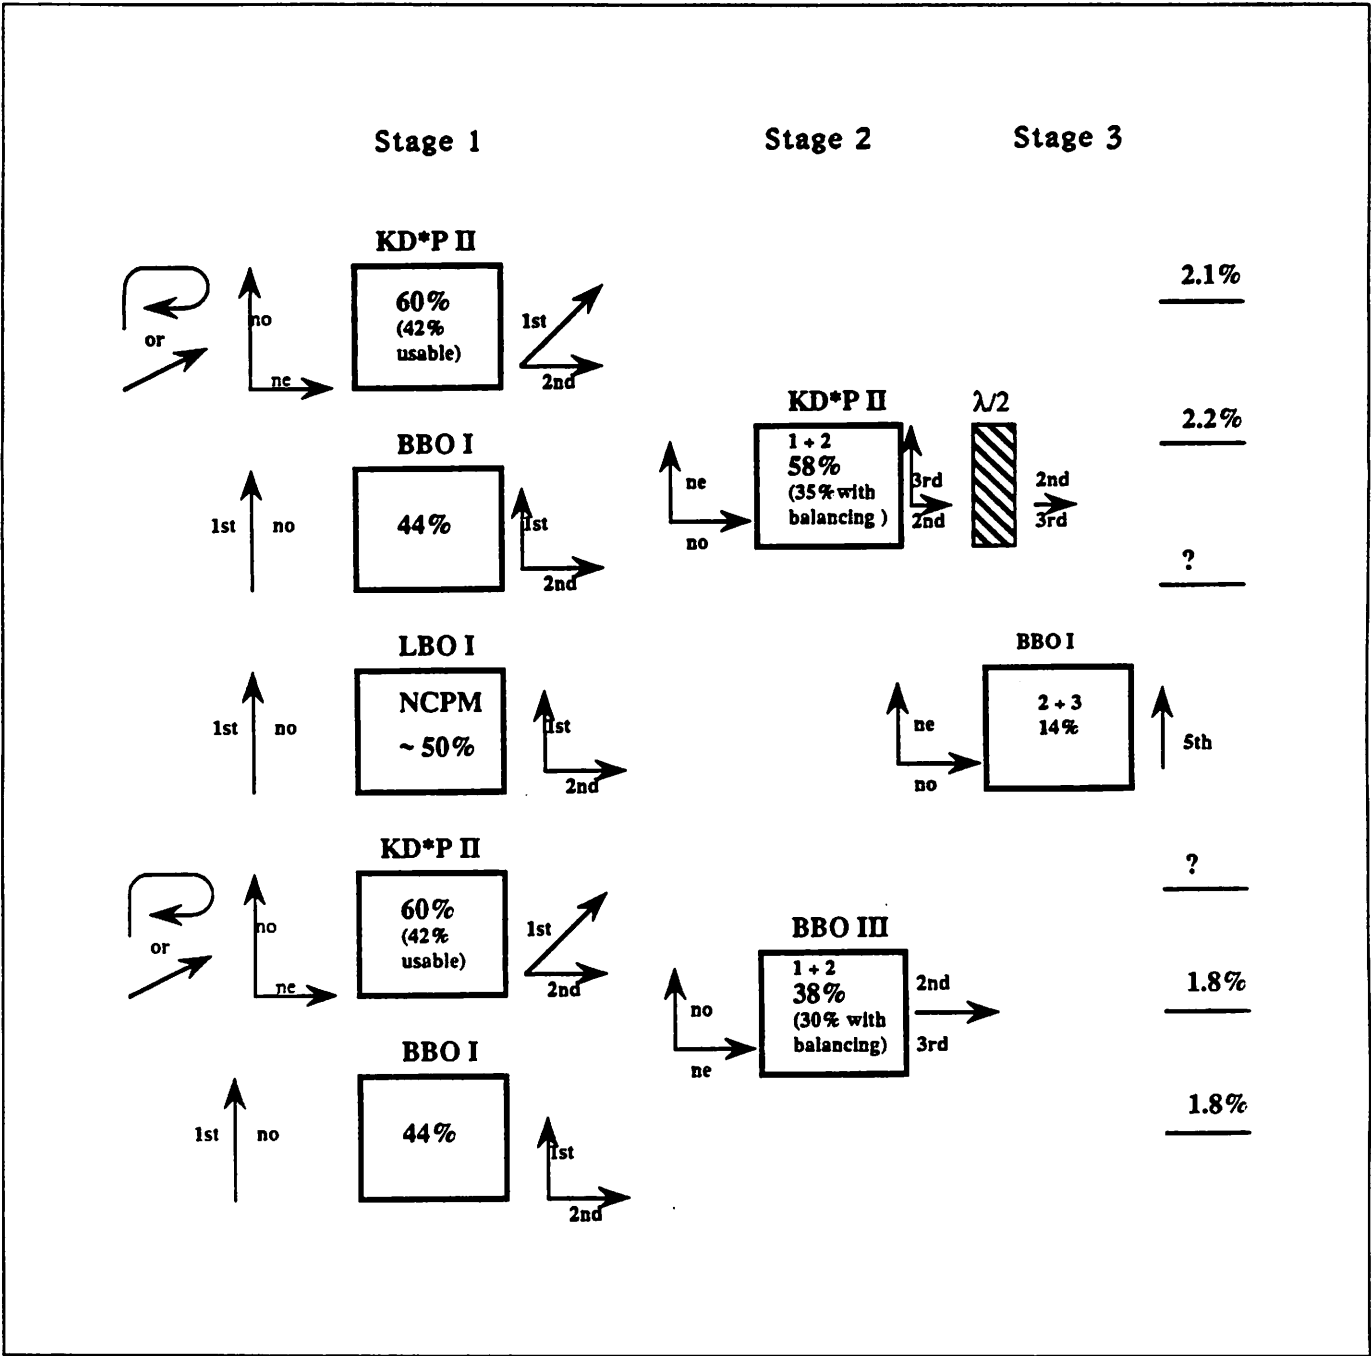 Stage 1
Stage 2
Stage 3
KD*P II
or
no
ne
60%
(42%
usable)
1st
2nd
2.1%
BBO I
1st
no
44%
1st
2nd
KD*P II
ne
no
1 + 2
58%
(35% with
balancing )
3rd
2nd
λ/2
2nd
3rd
2.2%
?
LBO I
1st
no
NCPM
~ 50%
1st
2nd
BBO I
ne
no
2 + 3
14%
5th
KD*P II
or
no
ne
60%
(42%
usable)
1st
2nd
?
BBO III
no
ne
1 + 2
38%
(30% with
balancing)
2nd
3rd
1.8%
BBO I
1st
no
44%
1st
2nd
1.8%